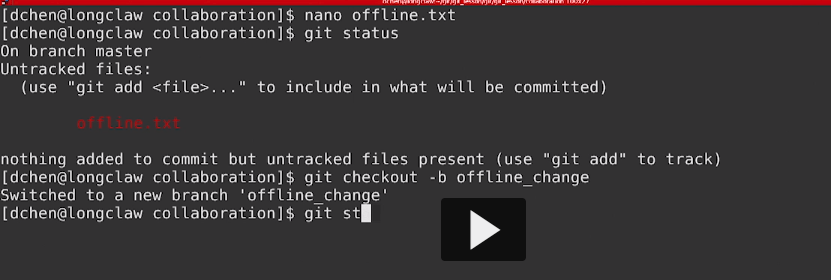 [dchen@longclaw collaboration]$ nano offline.txt
[dchen@longclaw collaboration]$ git status
On branch master
Untracked files:
  (use "git add <file>..." to include in what will be committed)

        offline.txt

nothing added to commit but untracked files present (use "git add" to track)
[dchen@longclaw collaboration]$ git checkout -b offline_change
Switched to a new branch 'offline_change'
[dchen@longclaw collaboration]$ git st